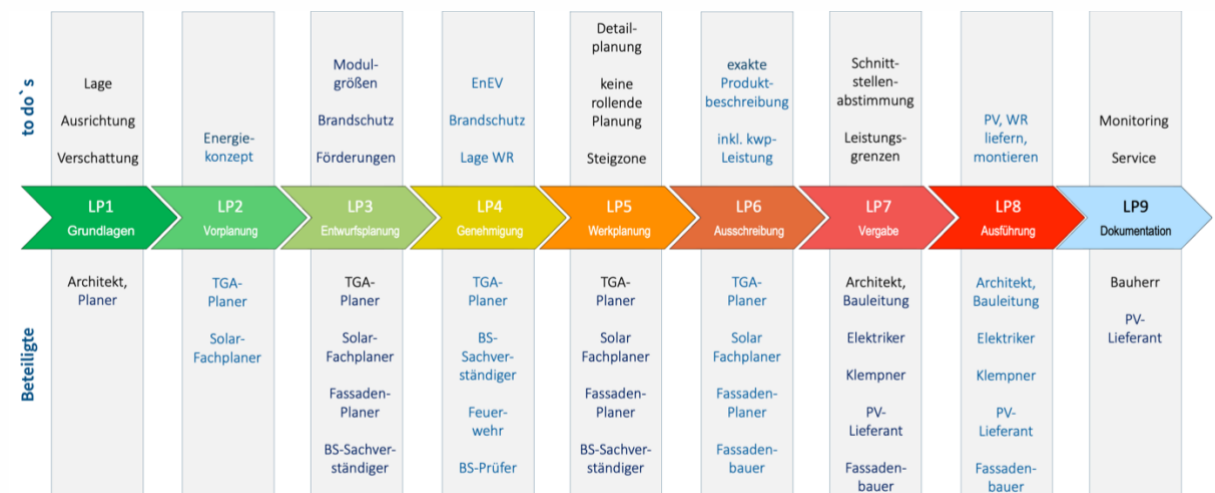 to do`s
Lage
Ausrichtung
Verschattung
Energie-
konzept
Modul-
größen
Brandschutz
Förderungen
EnEV
Brandschutz
Lage WR
Detail-
planung
keine
rollende
Planung
Steigzone
exakte
Produkt-
beschreibung
inkl. kwp-
Leistung
Schnitt-
stellen-
abstimmung
Leistungs-
grenzen
PV, WR
liefern,
montieren
Monitoring
Service
LP1
Grundlagen
LP2
Vorplanung
LP3
Entwurfsplanung
LP4
Genehmigung
LP5
Werkplanung
LP6
Ausschreibung
LP7
Vergabe
LP8
Ausführung
LP9
Dokumentation
Beteiligte
Architekt,
Planer
TGA-
Planer
Solar-
Fachplaner
TGA-
Planer
Solar-
Fachplaner
Fassaden-
Planer
BS-Sachver-
ständiger
TGA-
Planer
BS-
Sachver-
ständiger
Feuer-
wehr
BS-Prüfer
TGA-
Planer
Solar
Fachplaner
Fassaden-
Planer
BS-Sachver-
ständiger
TGA-
Planer
Solar
Fachplaner
Fassaden-
Planer
Fassaden-
bauer
Architekt,
Bauleitung
Elektriker
Klempner
PV-
Lieferant
Fassaden-
bauer
Architekt,
Bauleitung
Elektriker
Klempner
PV-
Lieferant
Fassaden-
bauer
Bauherr
PV-
Lieferant